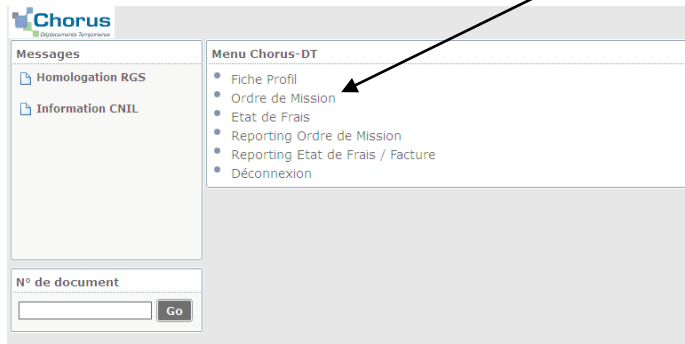 Chorus
Déplacements Temporaires
Messages
Homologation RGS
Information CNIL
N° de document
Go
Menu Chorus-DT
Fiche Profil
Ordre de Mission
Etat de Frais
Reporting Ordre de Mission
Reporting Etat de Frais / Facture
Déconnexion